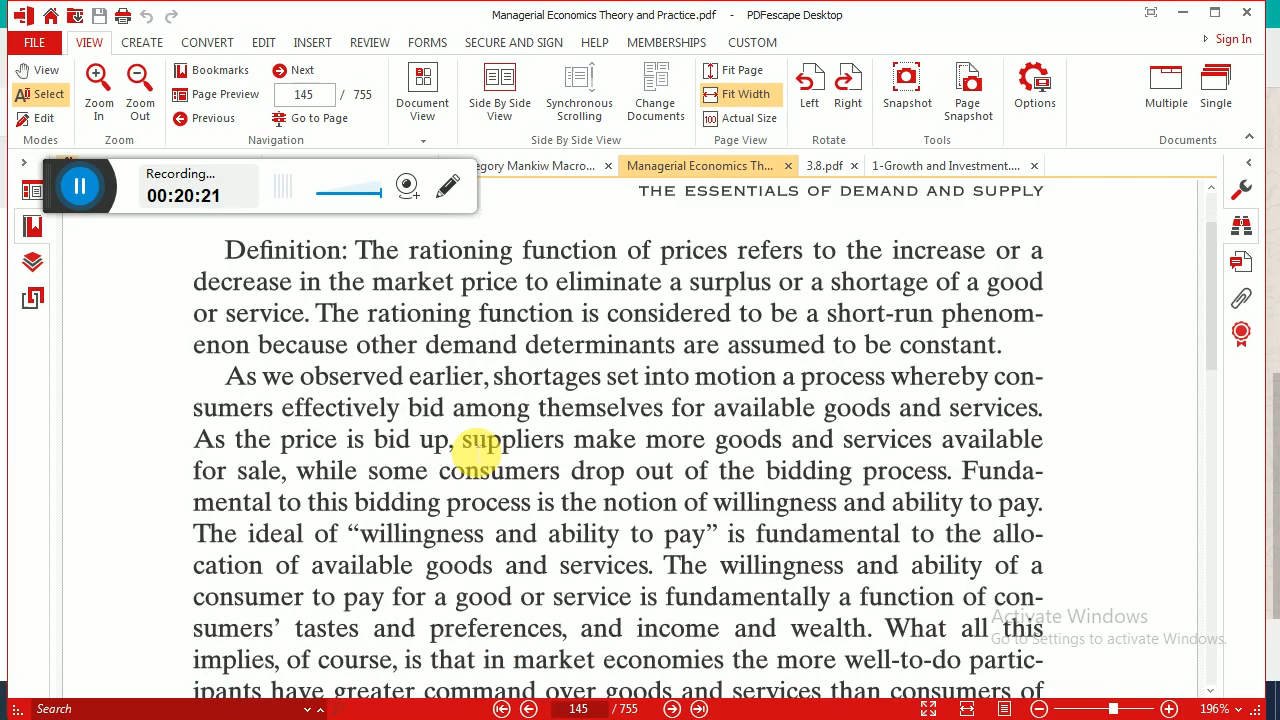 Managerial Economics Theory and Practice.pdf - PDFescape Desktop
FILE VIEW CREATE CONVERT EDIT INSERT REVIEW FORMS SECURE AND SIGN HELP MEMBERSHIPS CUSTOM Sign In
View
Select
Edit
Modes
Zoom In
Zoom Out
Zoom
Bookmarks
Page Preview
Previous
Next
145 / 755
Go to Page
Navigation
Document View
Side By Side View
Synchronous Scrolling
Change Documents
Side By Side View
Fit Page
Fit Width
100 Actual Size
Page View
Left
Right
Rotate
Snapshot
Page Snapshot
Tools
Options
Multiple
Single
Documents
egory Mankiw Macro... Managerial Economics Th... 3.8.pdf 1-Growth and Investment....
Recording...
00:20:21
THE ESSENTIALS OF DEMAND AND SUPPLY
Definition: The rationing function of prices refers to the increase or a
decrease in the market price to eliminate a surplus or a shortage of a good
or service. The rationing function is considered to be a short-run phenom-
enon because other demand determinants are assumed to be constant.
As we observed earlier, shortages set into motion a process whereby con-
sumers effectively bid among themselves for available goods and services.
As the price is bid up, suppliers make more goods and services available
for sale, while some consumers drop out of the bidding process. Funda-
mental to this bidding process is the notion of willingness and ability to pay.
The ideal of “willingness and ability to pay” is fundamental to the allo-
cation of available goods and services. The willingness and ability of a
consumer to pay for a good or service is fundamentally a function of con-
sumers’ tastes and preferences, and income and wealth. What all this
implies, of course, is that in market economies the more well-to-do partic-
ipants have greater command over goods and services than consumers of
Activate Windows
Go to Settings to activate Windows.
Search
145 / 755
196%